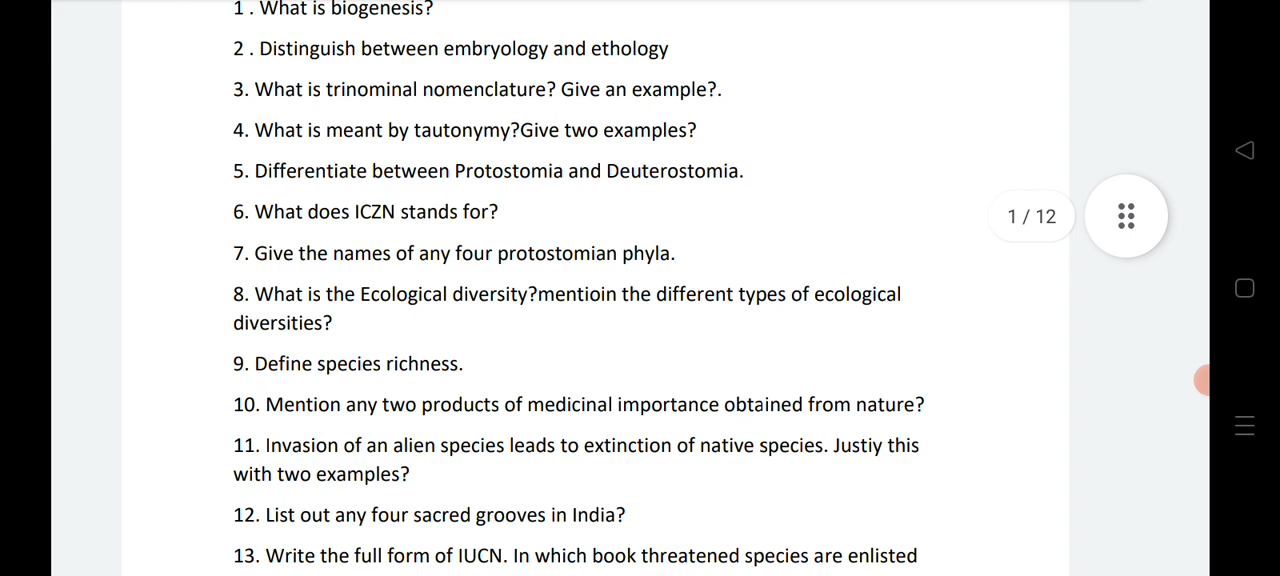 1 . What is biogenesis?
2 . Distinguish between embryology and ethology
3. What is trinominal nomenclature? Give an example?.
4. What is meant by tautonymy?Give two examples?
5. Differentiate between Protostomia and Deuterostomia.
6. What does ICZN stands for?
1 / 12
7. Give the names of any four protostomian phyla.
8. What is the Ecological diversity?mentioin the different types of ecological
diversities?
9. Define species richness.
10. Mention any two products of medicinal importance obtained from nature?
11. Invasion of an alien species leads to extinction of native species. Justiy this
with two examples?
12. List out any four sacred grooves in India?
13. Write the full form of IUCN. In which book threatened species are enlisted